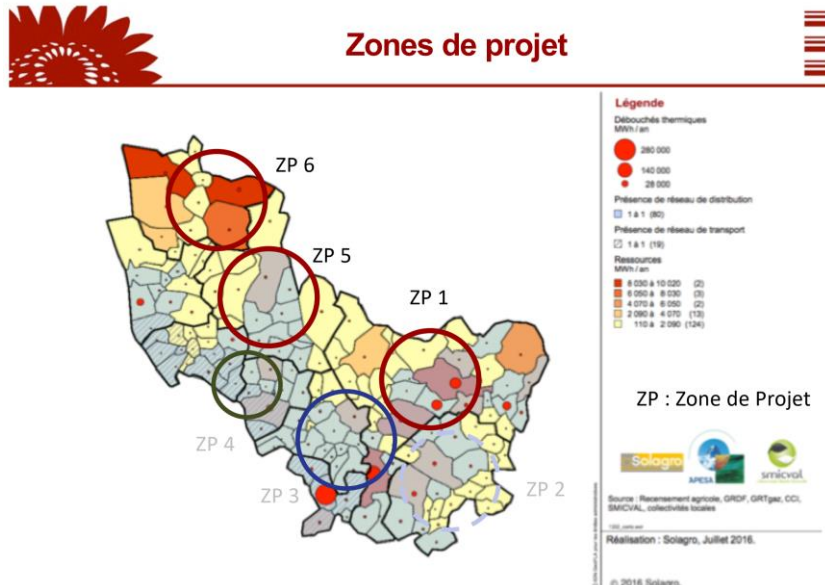 Zones de projet
ZP 6
ZP 5
ZP 1
ZP 4
ZP 3
ZP 2
Légende
Débouchés thermiques
MWh / an
280 000
140 000
28 000
Présence de réseau de distribution
1 à 1 (80)
Présence de réseau de transport
1 à 1 (19)
Ressources
MWh / an
8 030 à 10 020 (2)
6 050 à 8 030 (3)
4 070 à 6 050 (2)
2 090 à 4 070 (13)
110 à 2 090 (124)
ZP : Zone de Projet
Solagro
APESA
smicval
Source : Recensement agricole, GRDF, GRTgaz, CCI,
SMICVAL, collectivités locales
Réalisation : Solagro, Juillet 2016.
© 2016 Solagro.